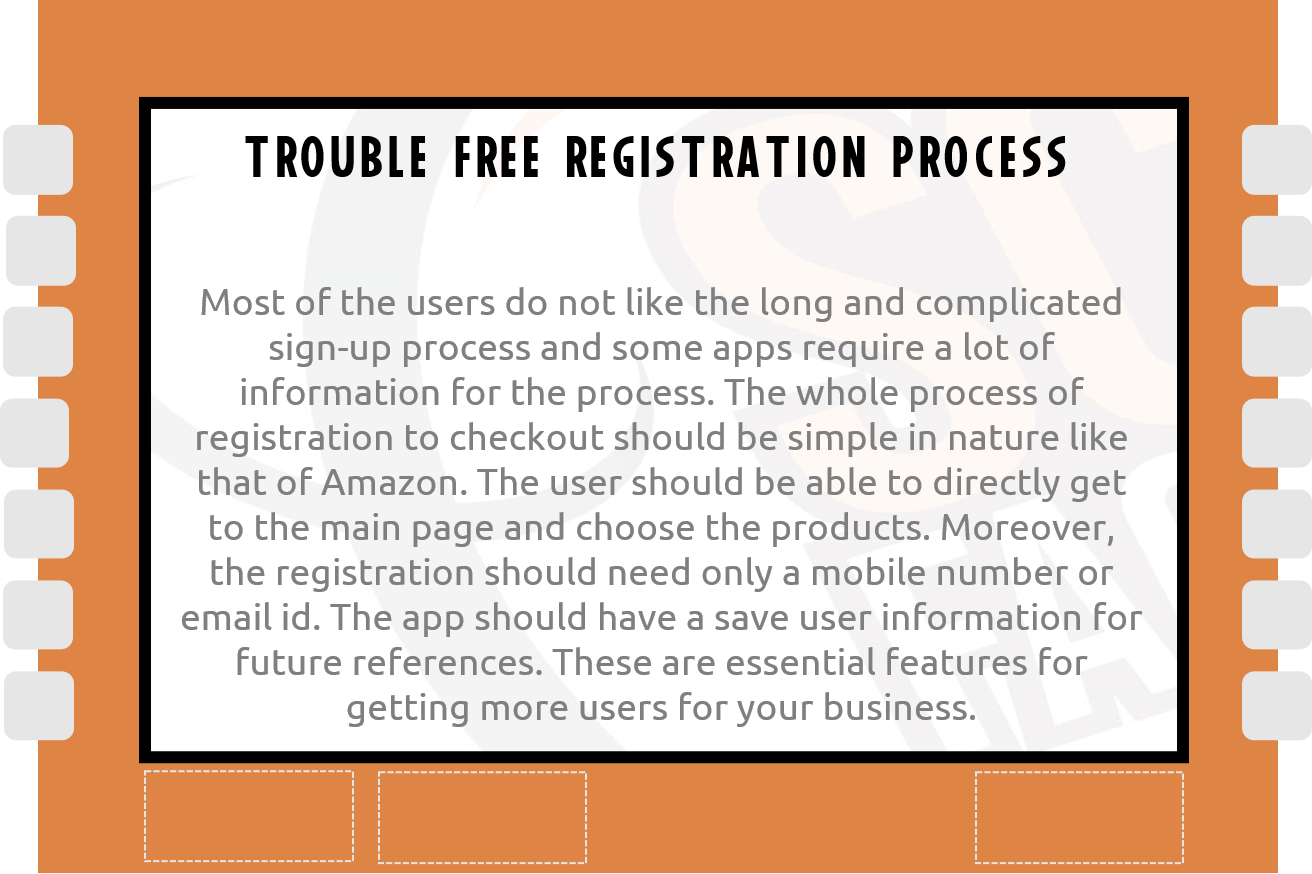 TROUBLE FREE REGISTRATION PROCESS
Most of the users do not like the long and complicated
sign-up process and some apps require a lot of
information for the process. The whole process of
registration to checkout should be simple in nature like
that of Amazon. The user should be able to directly get
to the main page and choose the products. Moreover,
the registration should need only a mobile number or
email id. The app should have a save user information for
future references. These are essential features for
getting more users for your business.